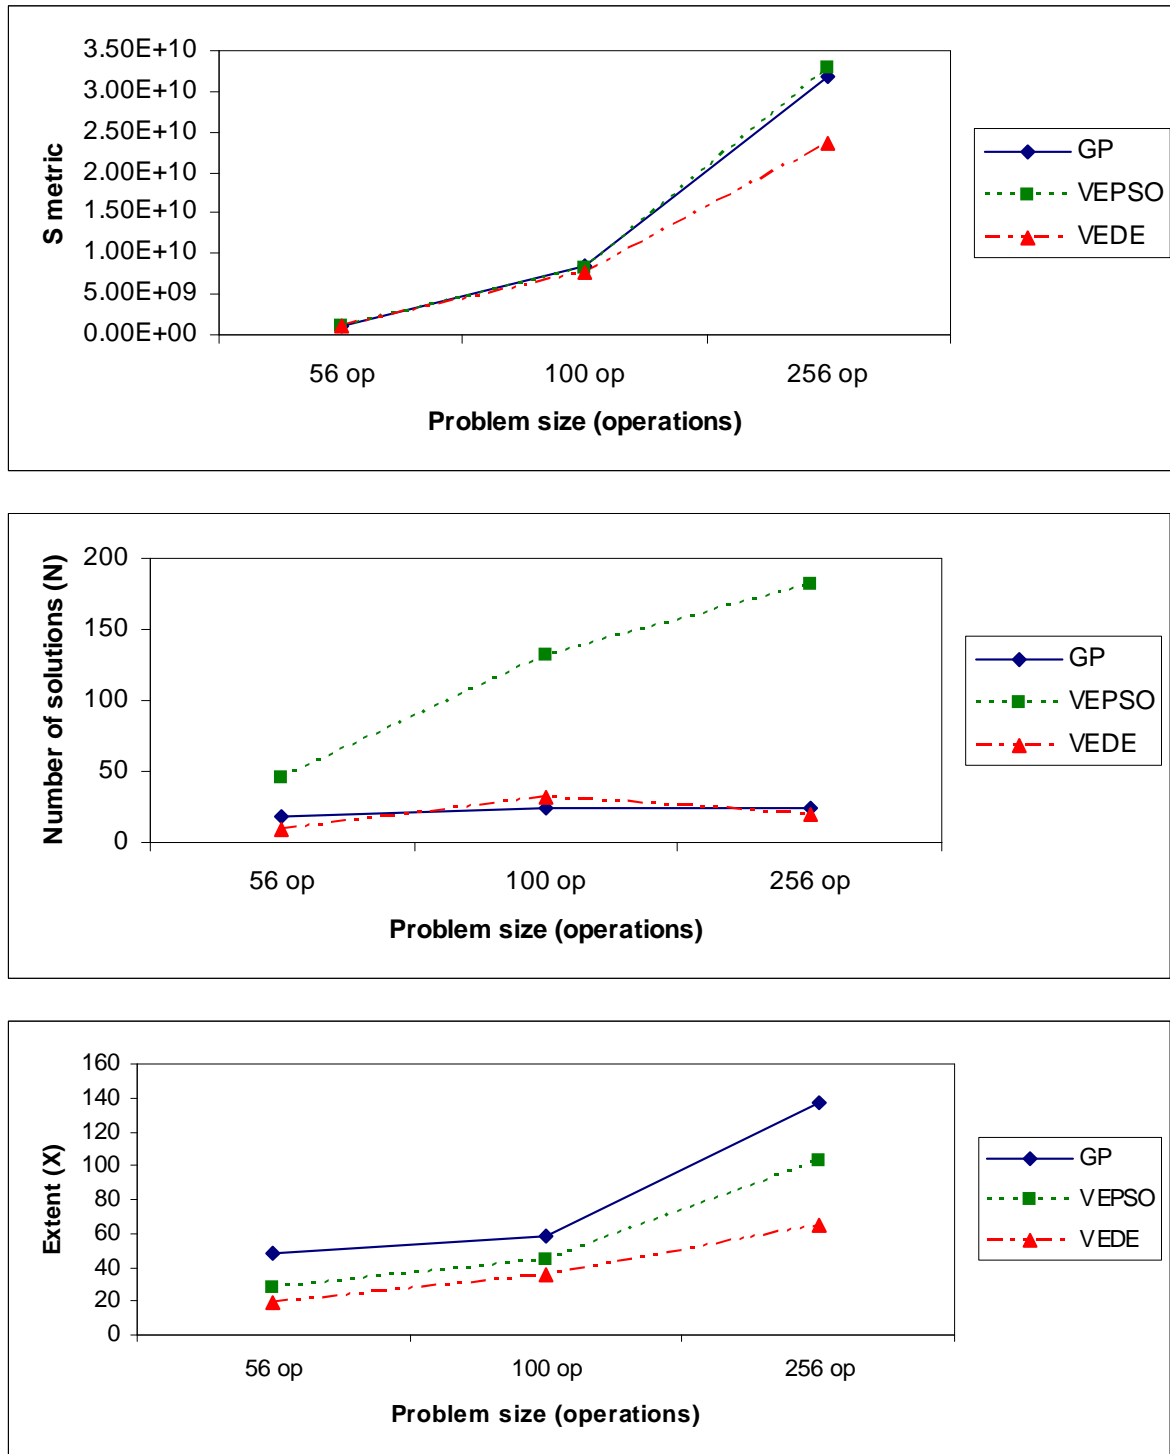 S metric
3.50E+10
3.00E+10
2.50E+10
2.00E+10
1.50E+10
1.00E+10
5.00E+09
0.00E+00
56 op 100 op 256 op
Problem size (operations)
GP
VEPSO
VEDE
Number of solutions (N)
200
150
100
50
0
56 op 100 op 256 op
Problem size (operations)
GP
VEPSO
VEDE
Extent (X)
160
140
120
100
80
60
40
20
0
56 op 100 op 256 op
Problem size (operations)
GP
VEPSO
VEDE